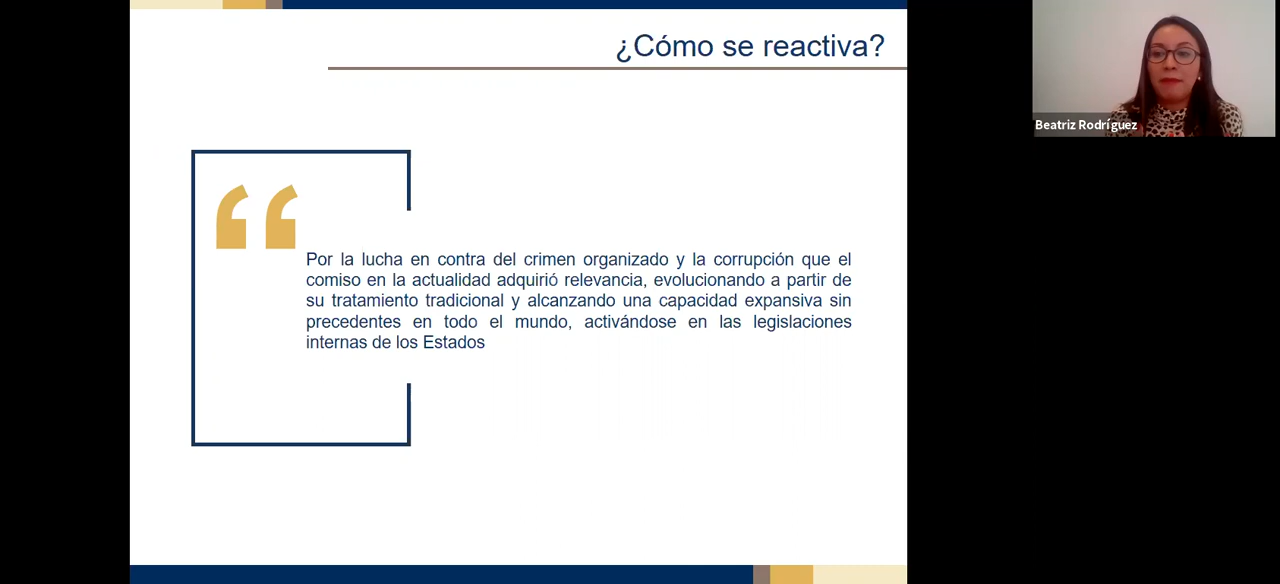 ¿Cómo se reactiva?
Beatriz Rodríguez
Por la lucha en contra del crimen organizado y la corrupción que el
comiso en la actualidad adquirió relevancia, evolucionando a partir de
su tratamiento tradicional y alcanzando una capacidad expansiva sin
precedentes en todo el mundo, activándose en las legislaciones
internas de los Estados